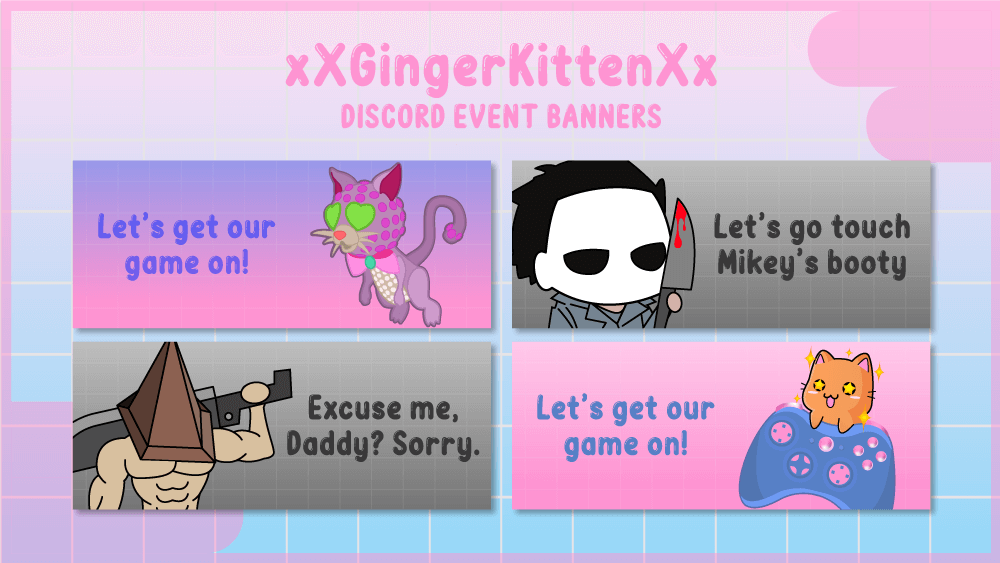 xXGingerKittenXx
DISCORD EVENT BANNERS
Let's get our
game on!
Let's go touch
Mikey's booty
Excuse me,
Daddy? Sorry.
Let's get our
game on!